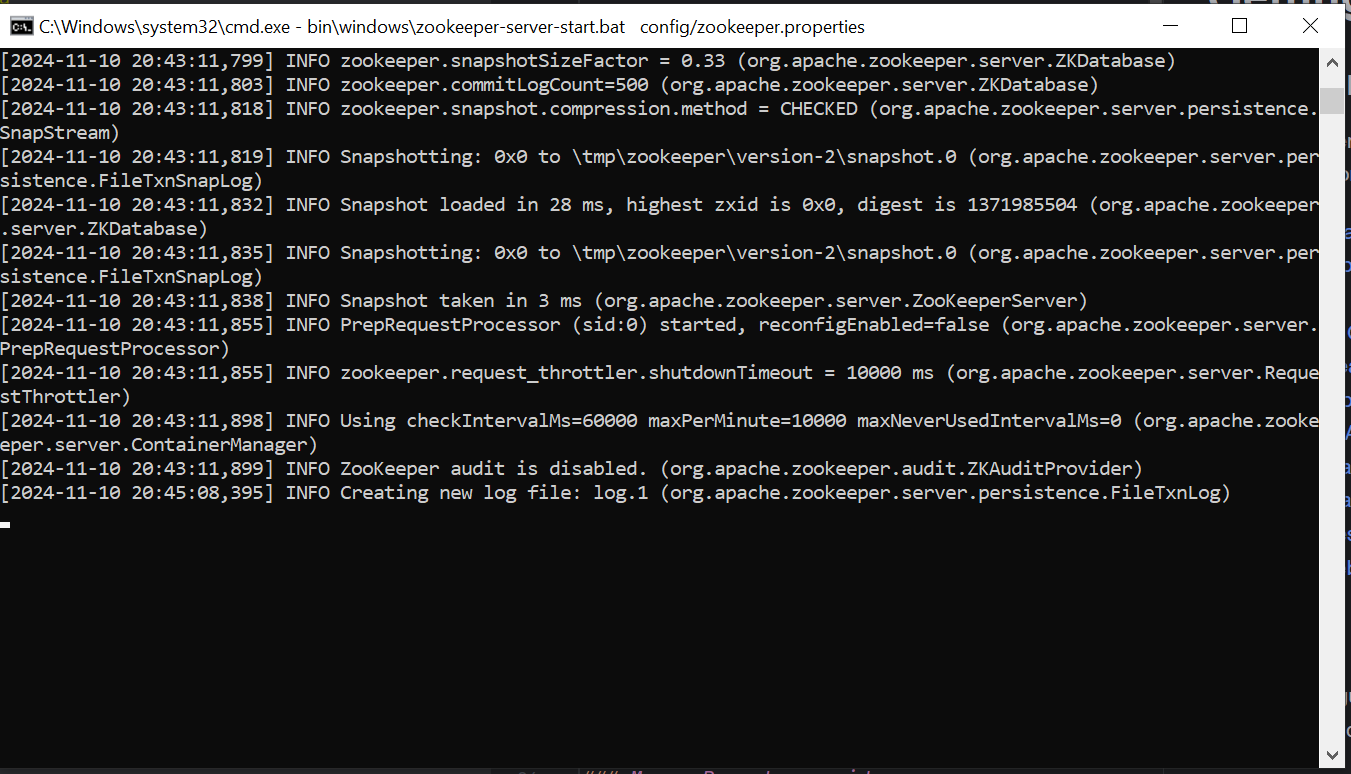 C:\Windows\system32\cmd.exe - bin\windows\zookeeper-server-start.bat  config/zookeeper.properties
[2024-11-10 20:43:11,799] INFO zookeeper.snapshotSizeFactor = 0.33 (org.apache.zookeeper.server.ZKDatabase)
[2024-11-10 20:43:11,803] INFO zookeeper.commitLogCount=500 (org.apache.zookeeper.server.ZKDatabase)
[2024-11-10 20:43:11,818] INFO zookeeper.snapshot.compression.method = CHECKED (org.apache.zookeeper.server.persistence.
SnapStream)
[2024-11-10 20:43:11,819] INFO Snapshotting: 0x0 to \tmp\zookeeper\version-2\snapshot.0 (org.apache.zookeeper.server.per
sistence.FileTxnSnapLog)
[2024-11-10 20:43:11,832] INFO Snapshot loaded in 28 ms, highest zxid is 0x0, digest is 1371985504 (org.apache.zookeeper
.server.ZKDatabase)
[2024-11-10 20:43:11,835] INFO Snapshotting: 0x0 to \tmp\zookeeper\version-2\snapshot.0 (org.apache.zookeeper.server.per
sistence.FileTxnSnapLog)
[2024-11-10 20:43:11,838] INFO Snapshot taken in 3 ms (org.apache.zookeeper.server.ZooKeeperServer)
[2024-11-10 20:43:11,855] INFO PrepRequestProcessor (sid:0) started, reconfigEnabled=false (org.apache.zookeeper.server.
PrepRequestProcessor)
[2024-11-10 20:43:11,855] INFO zookeeper.request_throttler.shutdownTimeout = 10000 ms (org.apache.zookeeper.server.Reque
stThrottler)
[2024-11-10 20:43:11,898] INFO Using checkIntervalMs=60000 maxPerMinute=10000 maxNeverUsedIntervalMs=0 (org.apache.zooke
eper.server.ContainerManager)
[2024-11-10 20:43:11,899] INFO ZooKeeper audit is disabled. (org.apache.zookeeper.audit.ZKAuditProvider)
[2024-11-10 20:45:08,395] INFO Creating new log file: log.1 (org.apache.zookeeper.server.persistence.FileTxnLog)